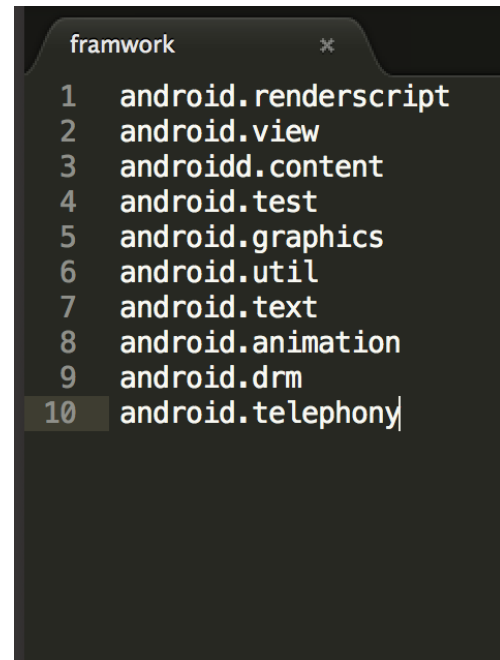 framwork ×
1 android.renderscript
2 android.view
3 androidd.content
4 android.test
5 android.graphics
6 android.util
7 android.text
8 android.animation
9 android.drm
10 android.telephony